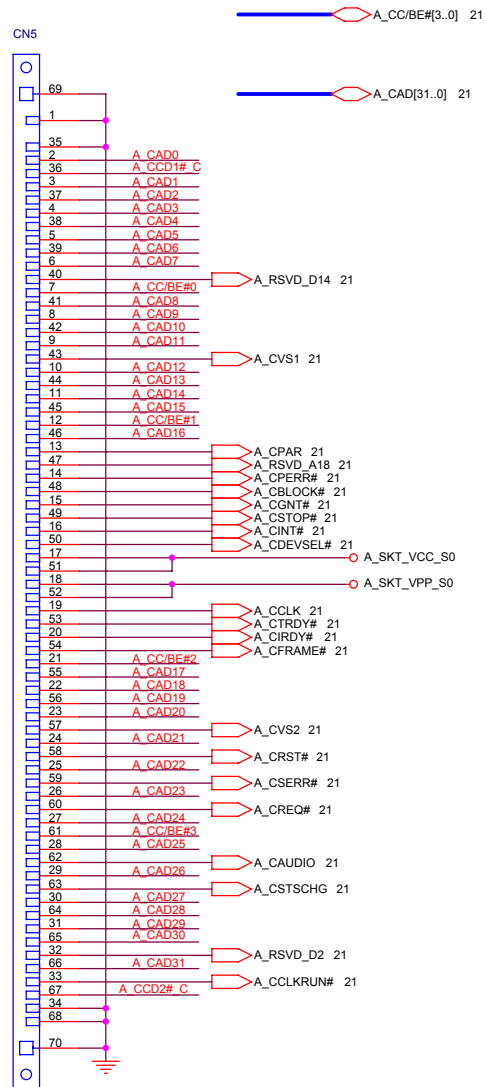 A_CC/BE#[3..0] 21
CN5
69
A_CAD[31..0] 21
1
35
2 A_CAD0
36 A_CCD1#_C
3 A_CAD1
37 A_CAD2
4 A_CAD3
38 A_CAD4
5 A_CAD5
39 A_CAD6
6 A_CAD7
40 A_RSVD_D14 21
7 A_CC/BE#0
41 A_CAD8
8 A_CAD9
42 A_CAD10
9 A_CAD11
43 A_CVS1 21
10 A_CAD12
44 A_CAD13
11 A_CAD14
45 A_CAD15
12 A_CC/BE#1
46 A_CAD16
13 A_CPAR 21
47 A_RSVD_A18 21
14 A_CPERR# 21
48 A_CBLOCK# 21
15 A_CGNT# 21
49 A_CSTOP# 21
16 A_CINT# 21
50 A_CDEVSEL# 21
17 A_SKT_VCC_S0
51
18 A_SKT_VPP_S0
52
19 A_CCLK 21
53 A_CTRDY# 21
20 A_CIRDY# 21
54 A_CFRAME# 21
21 A_CC/BE#2
55 A_CAD17
22 A_CAD18
56 A_CAD19
23 A_CAD20
57 A_CVS2 21
24 A_CAD21
58 A_CRST# 21
25 A_CAD22
59 A_CSERR# 21
26 A_CAD23
60 A_CREQ# 21
27 A_CAD24
61 A_CC/BE#3
28 A_CAD25
62 A_CAUDIO 21
29 A_CAD26
63 A_CSTSCHG 21
30 A_CAD27
64 A_CAD28
31 A_CAD29
65 A_CAD30
32 A_RSVD_D2 21
66 A_CAD31
33 A_CCLKRUN# 21
67 A_CCD2#_C
34
68
70